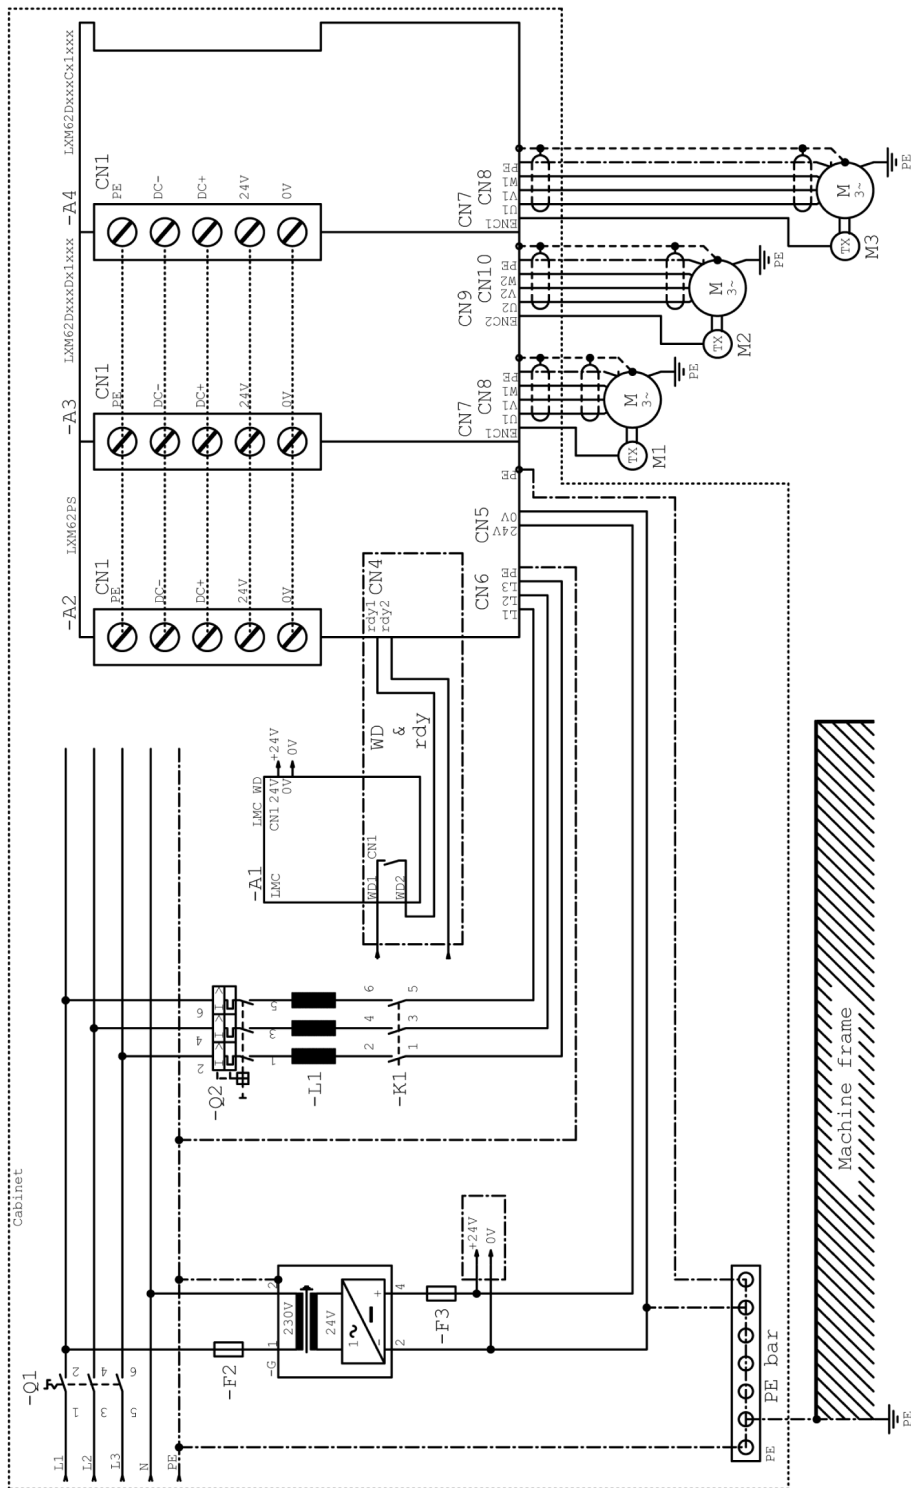 Cabinet
-Q1
L1
L2
L3
N
PE
1
2
3
4
5
6
-F2
-G
1
2
230V
24V
1
+
-
2
4
-F3
+24V
0V
PE
PE bar
Machine frame
PE
-Q2
2
4
6
1
3
5
-L1
-K1
2
4
6
1
3
5
-A1
LMC
LMC WD
CN1 24V
0V
+24V
0V
WD1
WD2
CN1
WD
&
rdy
CN4
rdy1
rdy2
-A2
LXM62PS
CN1
PE
DC-
DC+
24V
0V
CN6
L1
L2
L3
PE
CN5
24V
0V
PE
-A3
LXM62DxxxDx1xxx
CN1
PE
DC-
DC+
24V
0V
CN7
CN8
ENC1
U1
V1
W1
PE
CN9
CN10
ENC2
U2
V2
W2
PE
-A4
LXM62DxxxCx1xxx
CN1
PE
DC-
DC+
24V
0V
CN7
CN8
ENC1
U1
V1
W1
PE
TX
M
3~
M1
PE
TX
M
3~
M2
PE
TX
M
3~
M3
PE